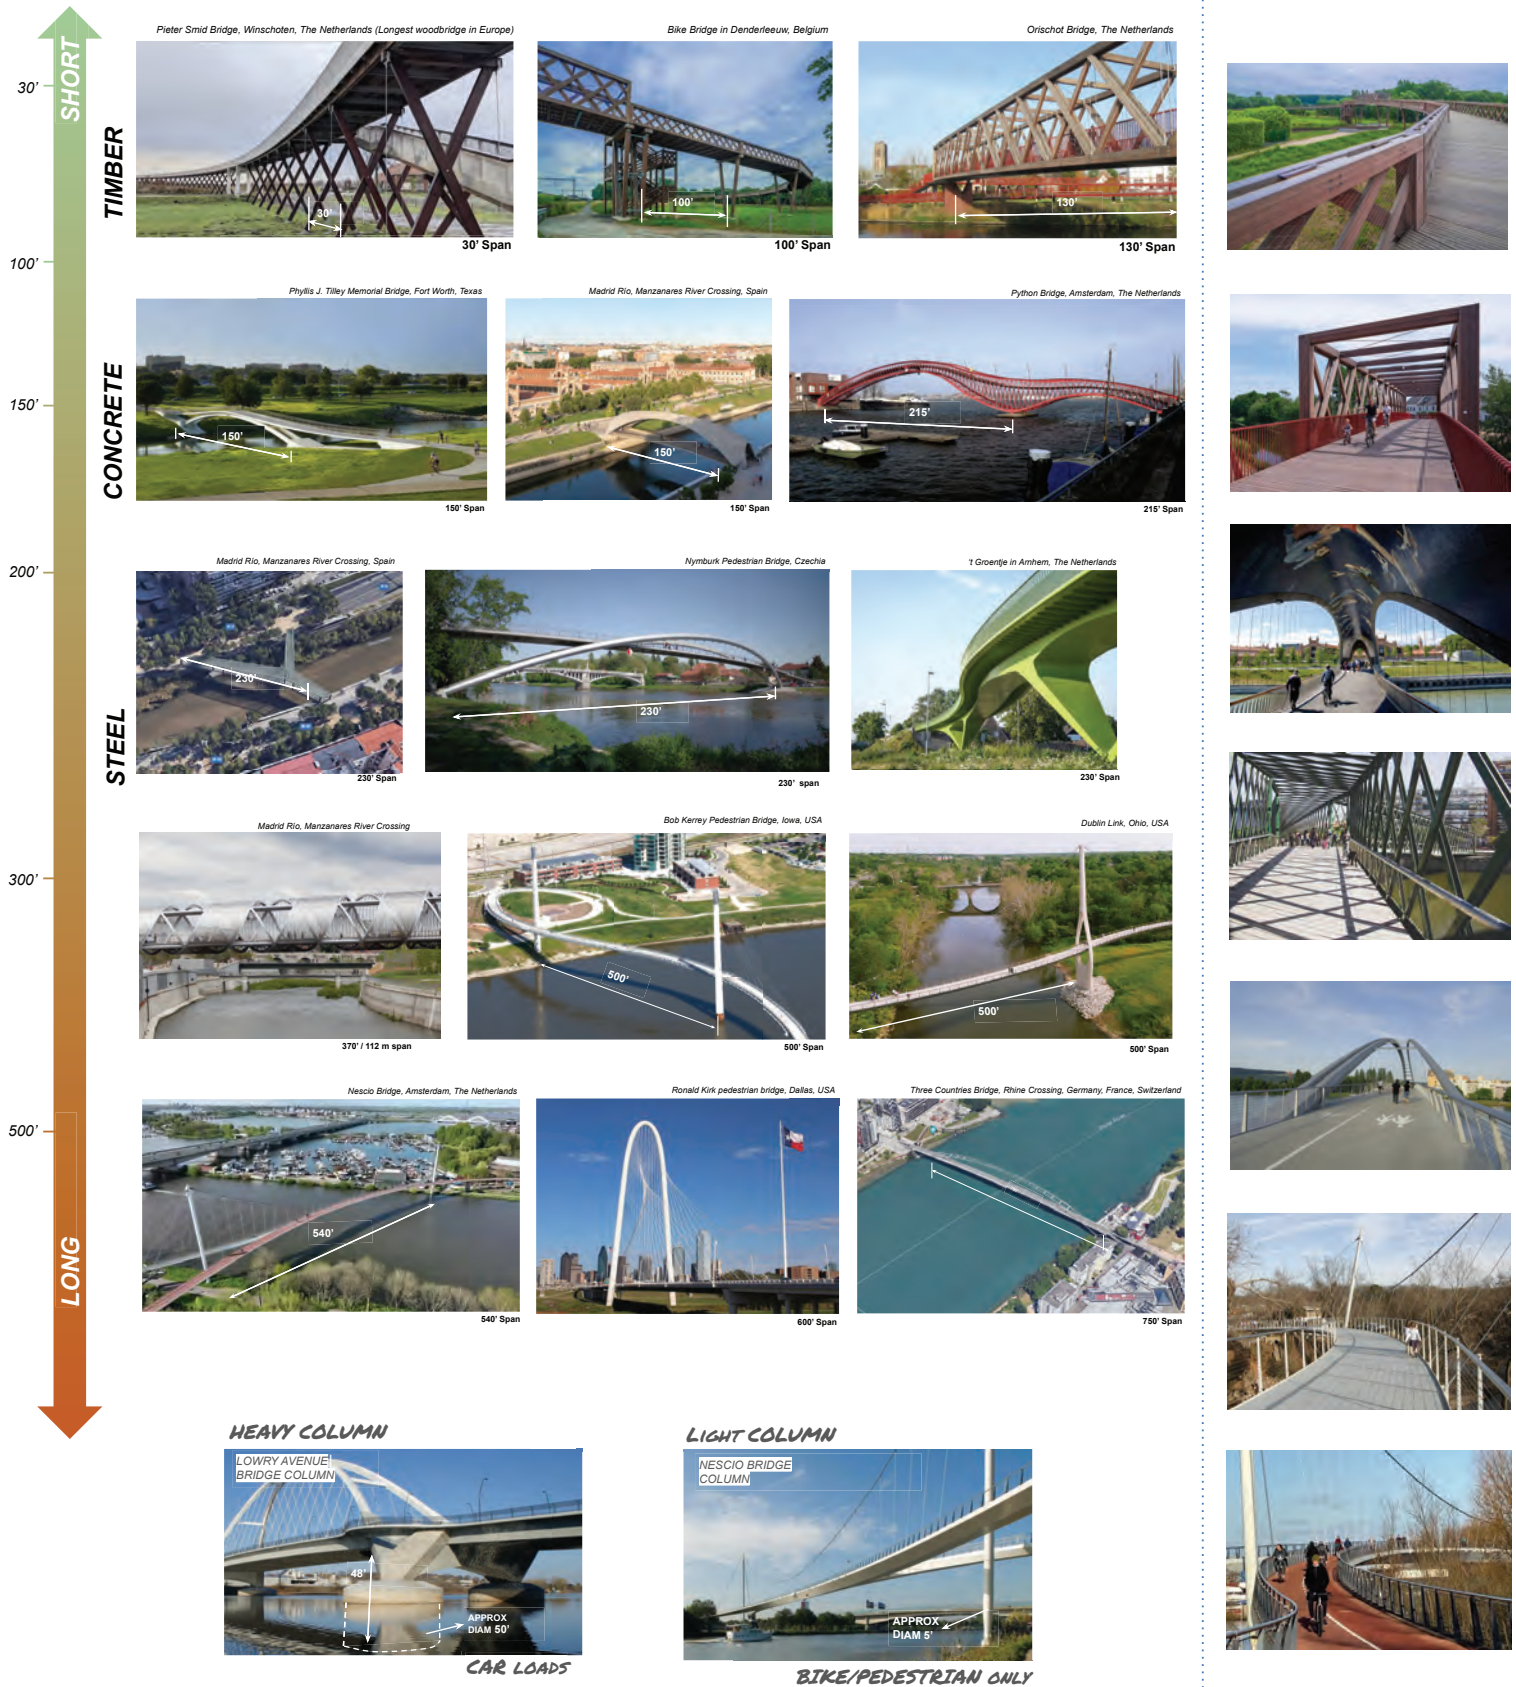 SHORT
30'
100'
150'
200'
300'
500'
LONG
TIMBER
Pieter Smid Bridge, Winschoten, The Netherlands (Longest woodbridge in Europe)
30'
30' Span
Bike Bridge in Denderleeuw, Belgium
100'
100' Span
Orischot Bridge, The Netherlands
130'
130' Span
CONCRETE
Phyllis J. Tilley Memorial Bridge, Fort Worth, Texas
150'
150' Span
Madrid Río, Manzanares River Crossing, Spain
150'
150' Span
Python Bridge, Amsterdam, The Netherlands
215'
215' Span
STEEL
Madrid Río, Manzanares River Crossing, Spain
230'
230' Span
Nymburk Pedestrian Bridge, Czechia
230'
230' span
't Groentje in Arnhem, The Netherlands
230' Span
Madrid Río, Manzanares River Crossing
370' / 112 m span
Bob Kerrey Pedestrian Bridge, Iowa, USA
500'
500' Span
Dublin Link, Ohio, USA
500'
500' Span
Nescio Bridge, Amsterdam, The Netherlands
540'
540' Span
Ronald Kirk pedestrian bridge, Dallas, USA
600' Span
Three Countries Bridge, Rhine Crossing, Germany, France, Switzerland
750' Span
HEAVY COLUMN
LOWRY AVENUE
BRIDGE COLUMN
48'
APPROX
DIAM 50'
CAR LOADS
LIGHT COLUMN
NESCIO BRIDGE
COLUMN
APPROX
DIAM 5'
BIKE/PEDESTRIAN ONLY